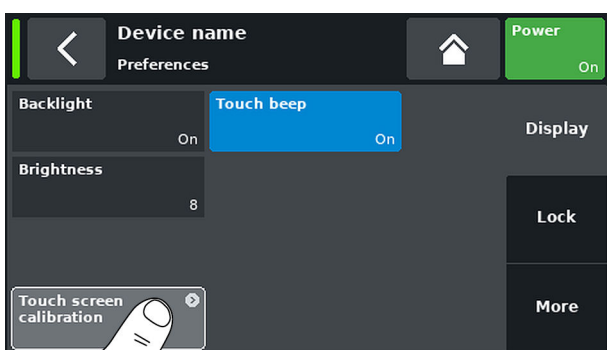 Device name
Preferences
Power
On
Backlight
On
Touch beep
On
Display
Brightness
8
Lock
Touch screen
calibration
More